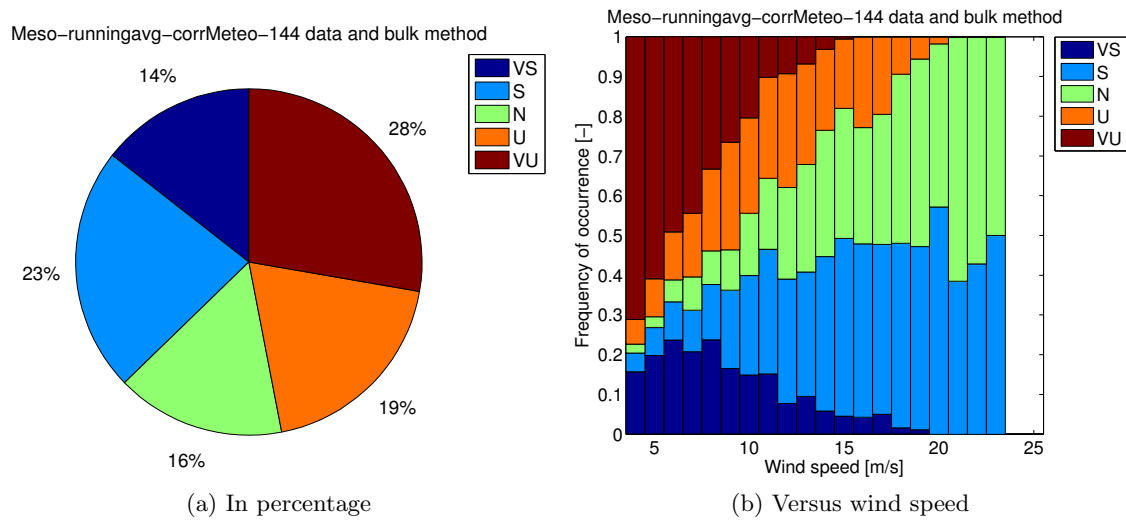 Meso−runningavg−corrMeteo−144 data and bulk method
14%
28%
23%
19%
16%
VS
S
N
U
VU
(a) In percentage
Meso−runningavg−corrMeteo−144 data and bulk method
1
0.9
0.8
0.7
0.6
0.5
0.4
0.3
0.2
0.1
0
Frequency of occurrence [−]
5
10
15
20
25
Wind speed [m/s]
VS
S
N
U
VU
(b) Versus wind speed